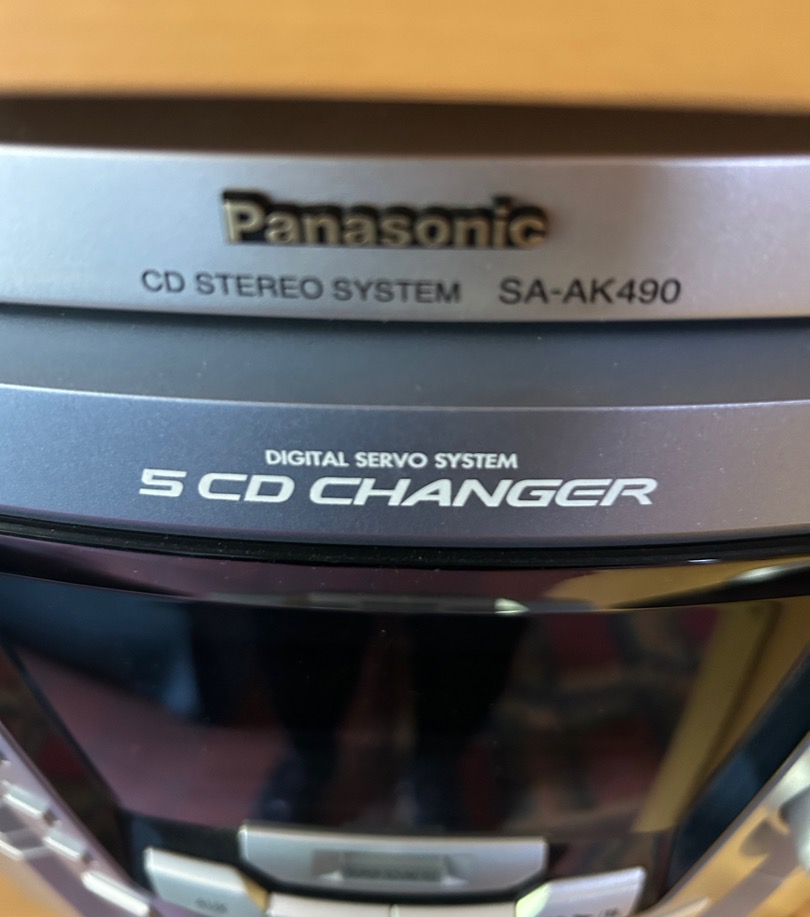 Panasonic
CD STEREO SYSTEM SA-AK490
DIGITAL SERVO SYSTEM
5 CD CHANGER